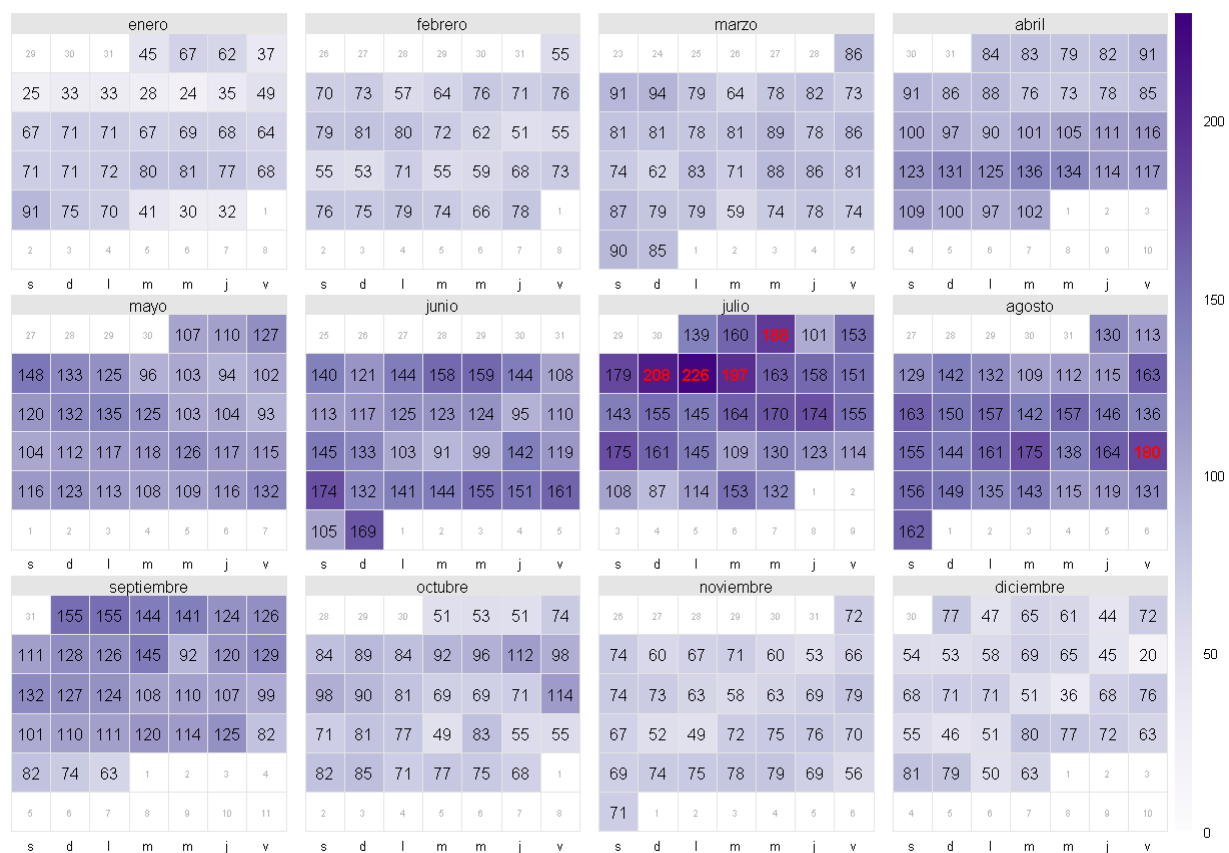 enero febrero marzo abril
29 30 31 45 67 62 37 26 27 28 29 30 31 55 23 24 25 26 27 28 86 30 31 84 83 79 82 91
25 33 33 28 24 35 49 70 73 57 64 76 71 76 91 94 79 64 78 82 73 91 86 88 76 73 78 85
67 71 71 67 69 68 64 79 81 80 72 62 51 55 81 81 78 81 89 78 86 100 97 90 101 105 111 116
71 71 72 80 81 77 68 55 53 71 55 59 68 73 74 62 83 71 88 86 81 123 131 125 136 134 114 117
91 75 70 41 30 32 1 76 75 79 74 66 78 1 87 79 79 59 74 78 74 109 100 97 102 1 2 3
2 3 4 5 6 7 8 2 3 4 5 6 7 8 90 85 1 2 3 4 5 4 5 6 7 8 9 10
s d l m m j v s d l m m j v s d l m m j v s d l m m j v
mayo junio julio agosto
27 28 29 30 107 110 127 25 26 27 28 29 30 31 29 30 139 160 188 101 153 27 28 29 30 31 130 113
148 133 125 96 103 94 102 140 121 144 158 159 144 108 179 208 226 197 163 158 151 129 142 132 109 112 115 163
120 132 135 125 103 104 93 113 117 125 123 124 95 110 143 155 145 164 170 174 155 163 150 157 142 157 146 136
104 112 117 118 126 117 115 145 133 103 91 99 142 119 175 161 145 109 130 123 114 155 144 161 175 138 164 180
116 123 113 108 109 116 132 174 132 141 144 155 151 161 108 87 114 153 132 1 2 156 149 135 143 115 119 131
1 2 3 4 5 6 7 105 169 1 2 3 4 5 3 4 5 6 7 8 9 162 1 2 3 4 5 6
s d l m m j v s d l m m j v s d l m m j v s d l m m j v
septiembre octubre noviembre diciembre
31 155 155 144 141 124 126 28 29 30 51 53 51 74 26 27 28 29 30 31 72 30 77 47 65 61 44 72
111 128 126 145 92 120 129 84 89 84 92 96 112 98 74 60 67 71 60 53 66 54 53 58 69 65 45 20
132 127 124 108 110 107 99 98 90 81 69 69 71 114 74 73 63 58 63 69 79 68 71 71 51 36 68 76
101 110 111 120 114 125 82 71 81 77 49 83 55 55 67 52 49 72 75 76 70 55 46 51 80 77 72 63
82 74 63 1 2 3 4 82 85 71 77 75 68 1 69 74 75 78 79 69 56 81 79 50 63 1 2 3
5 6 7 8 9 10 11 2 3 4 5 6 7 8 71 1 2 3 4 5 6 4 5 6 7 8 9 10
s d l m m j v s d l m m j v s d l m m j v s d l m m j v
200
150
100
50
0